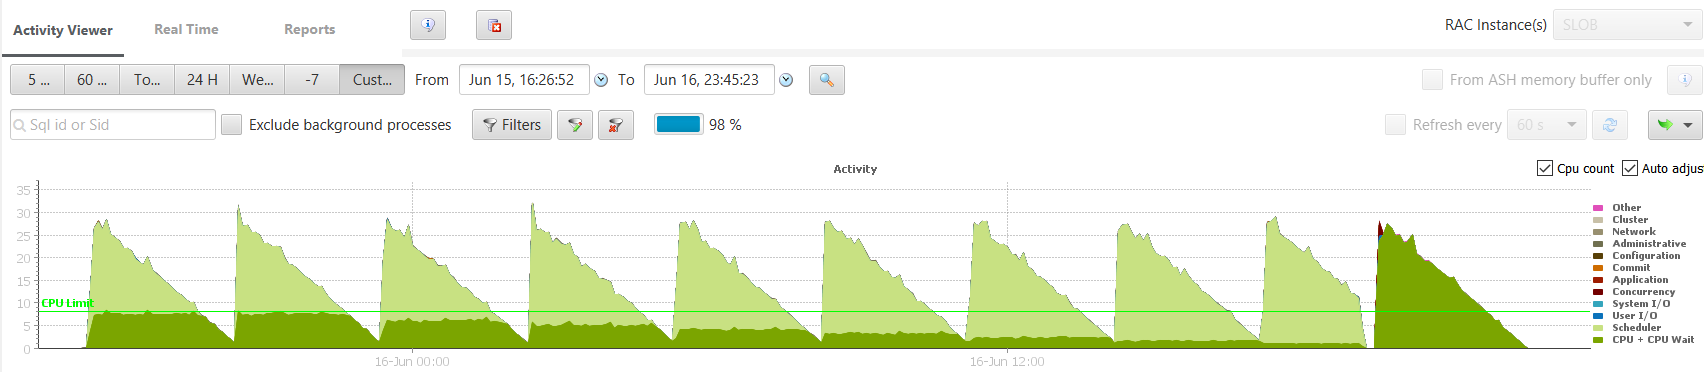 Activity Viewer Real Time Reports RAC Instance(s) SLOB
5 ... 60 ... To... 24 H We... -7 Cust... From Jun 15, 16:26:52 To Jun 16, 23:45:23 From ASH memory buffer only
Sql id or Sid Exclude background processes Filters 98 % Refresh every 60 s
Activity
Cpu count Auto adjus
35
30
25
20
15
10
5
0
CPU Limit
16-Jun 00:00 16-Jun 12:00
Other
Cluster
Network
Administrative
Configuration
Commit
Application
Concurrency
System I/O
User I/O
Scheduler
CPU + CPU Wait